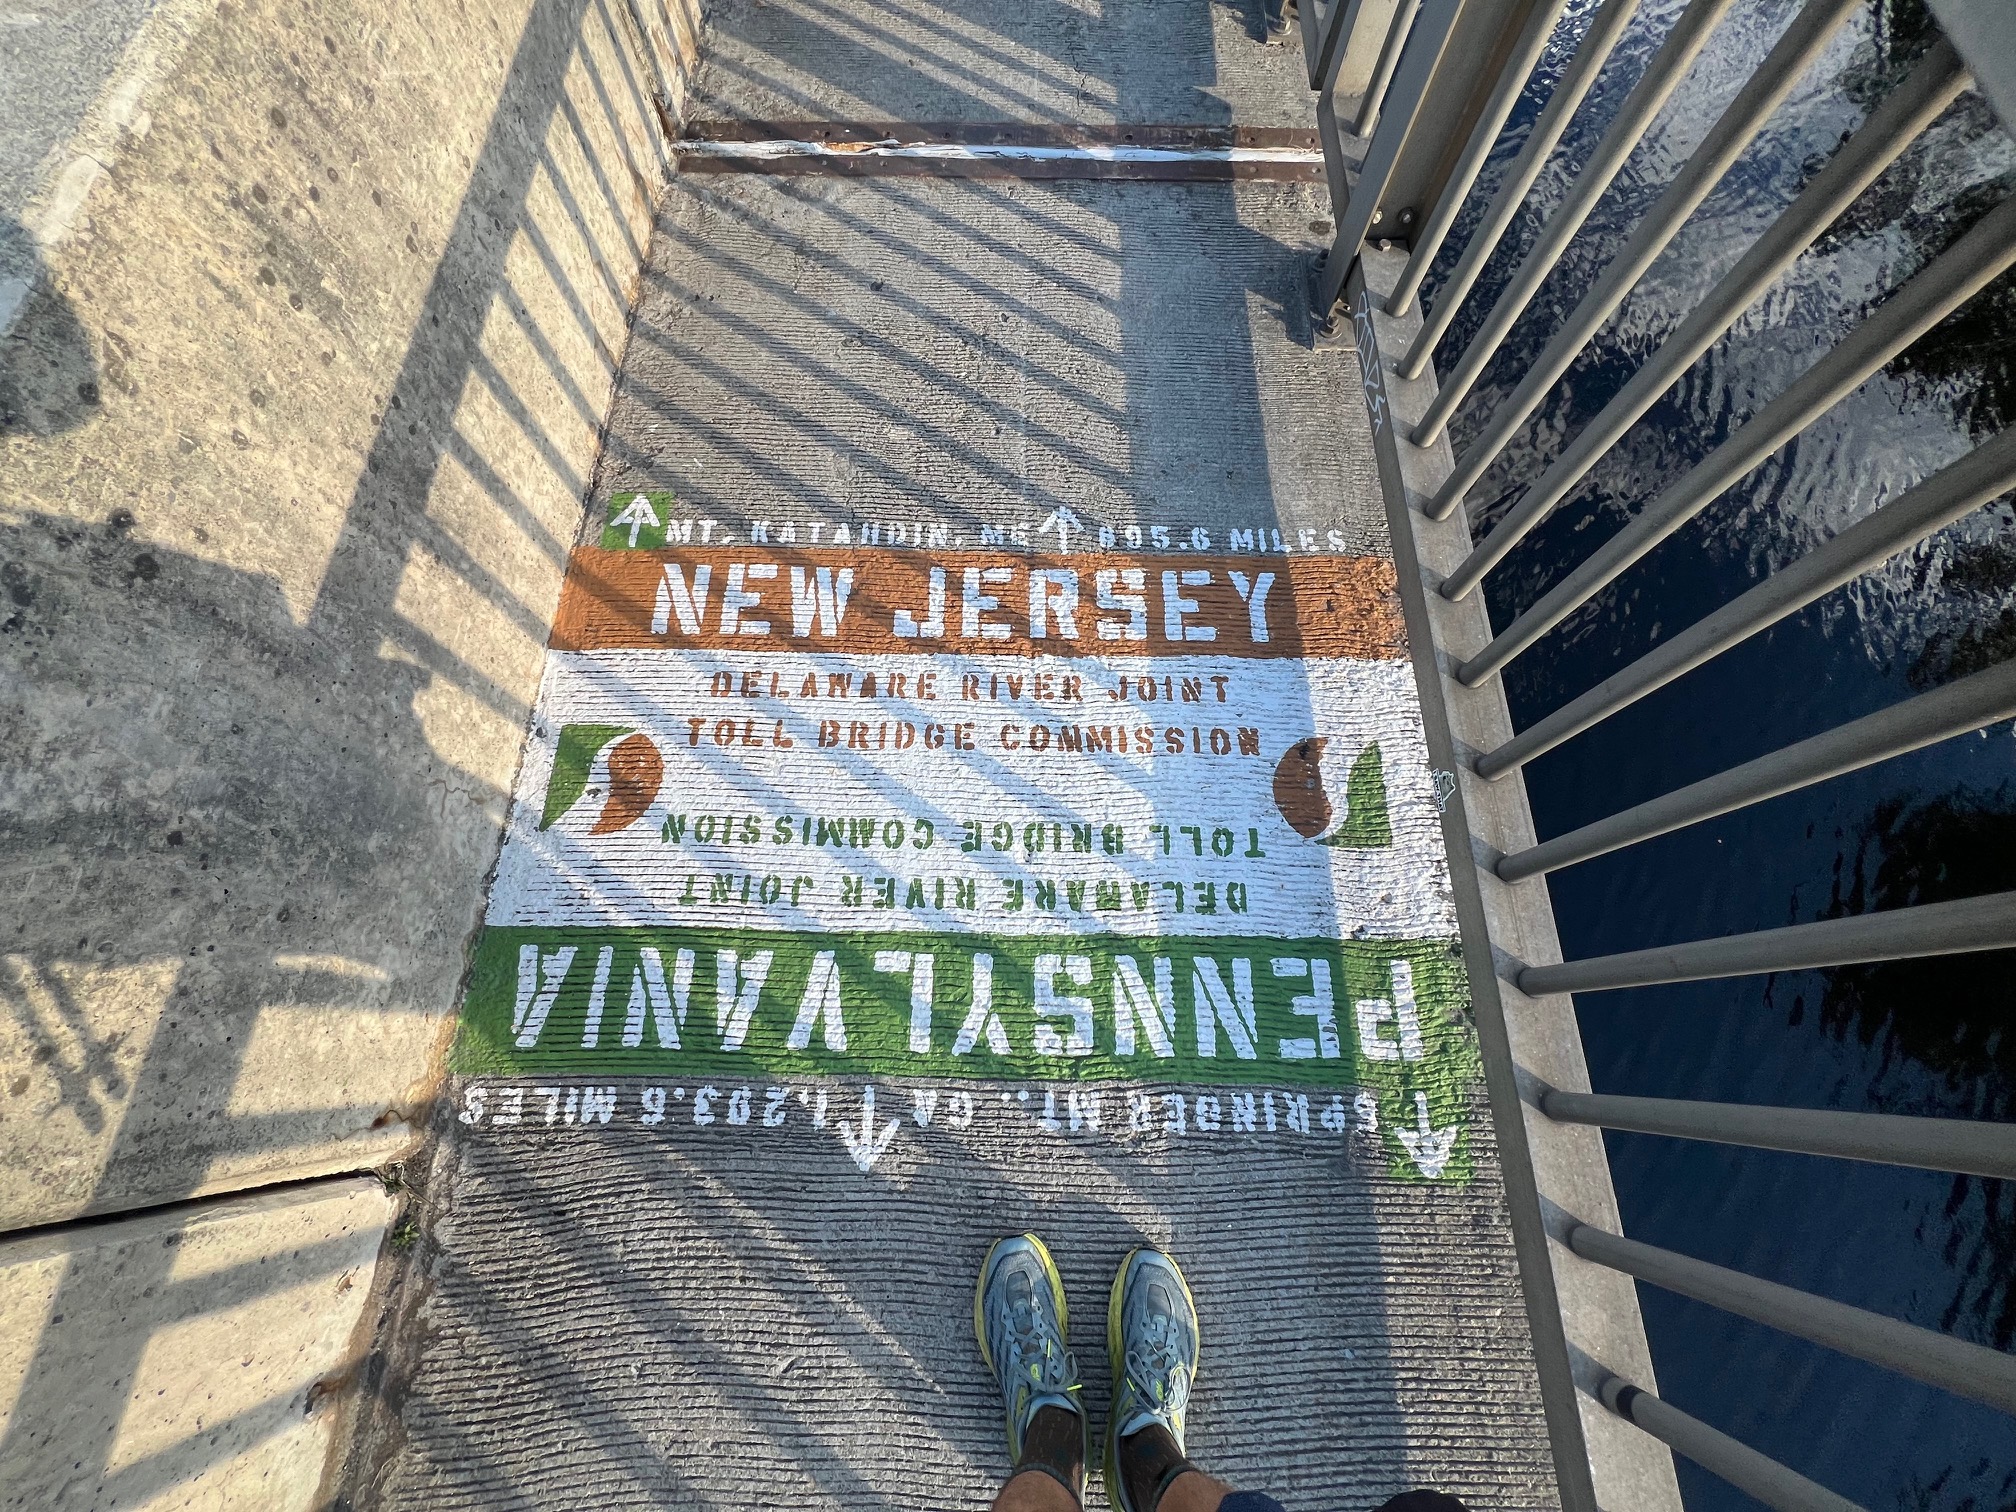 MT. KATAHDIN, ME 895.6 MILES
NEW JERSEY
DELAWARE RIVER JOINT
TOLL BRIDGE COMMISSION
TOLL BRIDGE COMMISSION
DELAWARE RIVER JOINT
PENNSYLVANIA
SPRINGER MT., GA 1,293.6 MILES